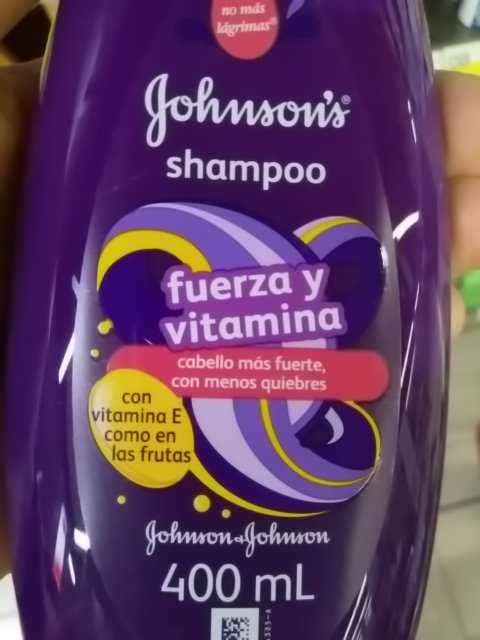 no más
lágrimas®
Johnson's®
shampoo
fuerza y
vitamina
cabello más fuerte,
con menos quiebres
con
vitamina E
como en
las frutas
Johnson & Johnson
400 mL